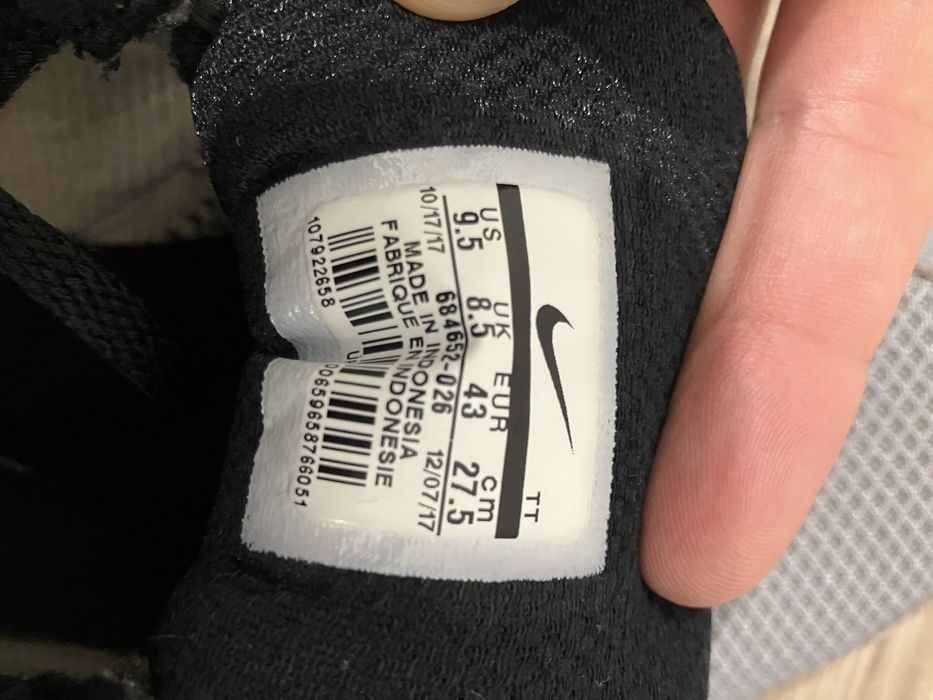 TT
US UK EUR cm
9.5 8.5 43 27.5
10/17/17 684652-026 12/07/17
MADE IN INDONESIA
FABRIQUE EN INDONESIE
107922658 00659658766051